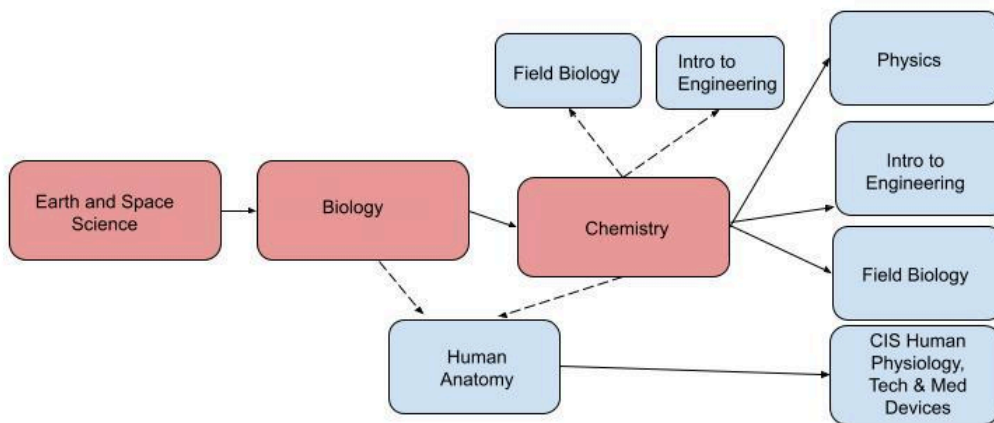 Field Biology
Intro to
Engineering
Physics
Earth and Space
Science
Biology
Chemistry
Intro to
Engineering
Field Biology
Human
Anatomy
CIS Human
Physiology,
Tech & Med
Devices